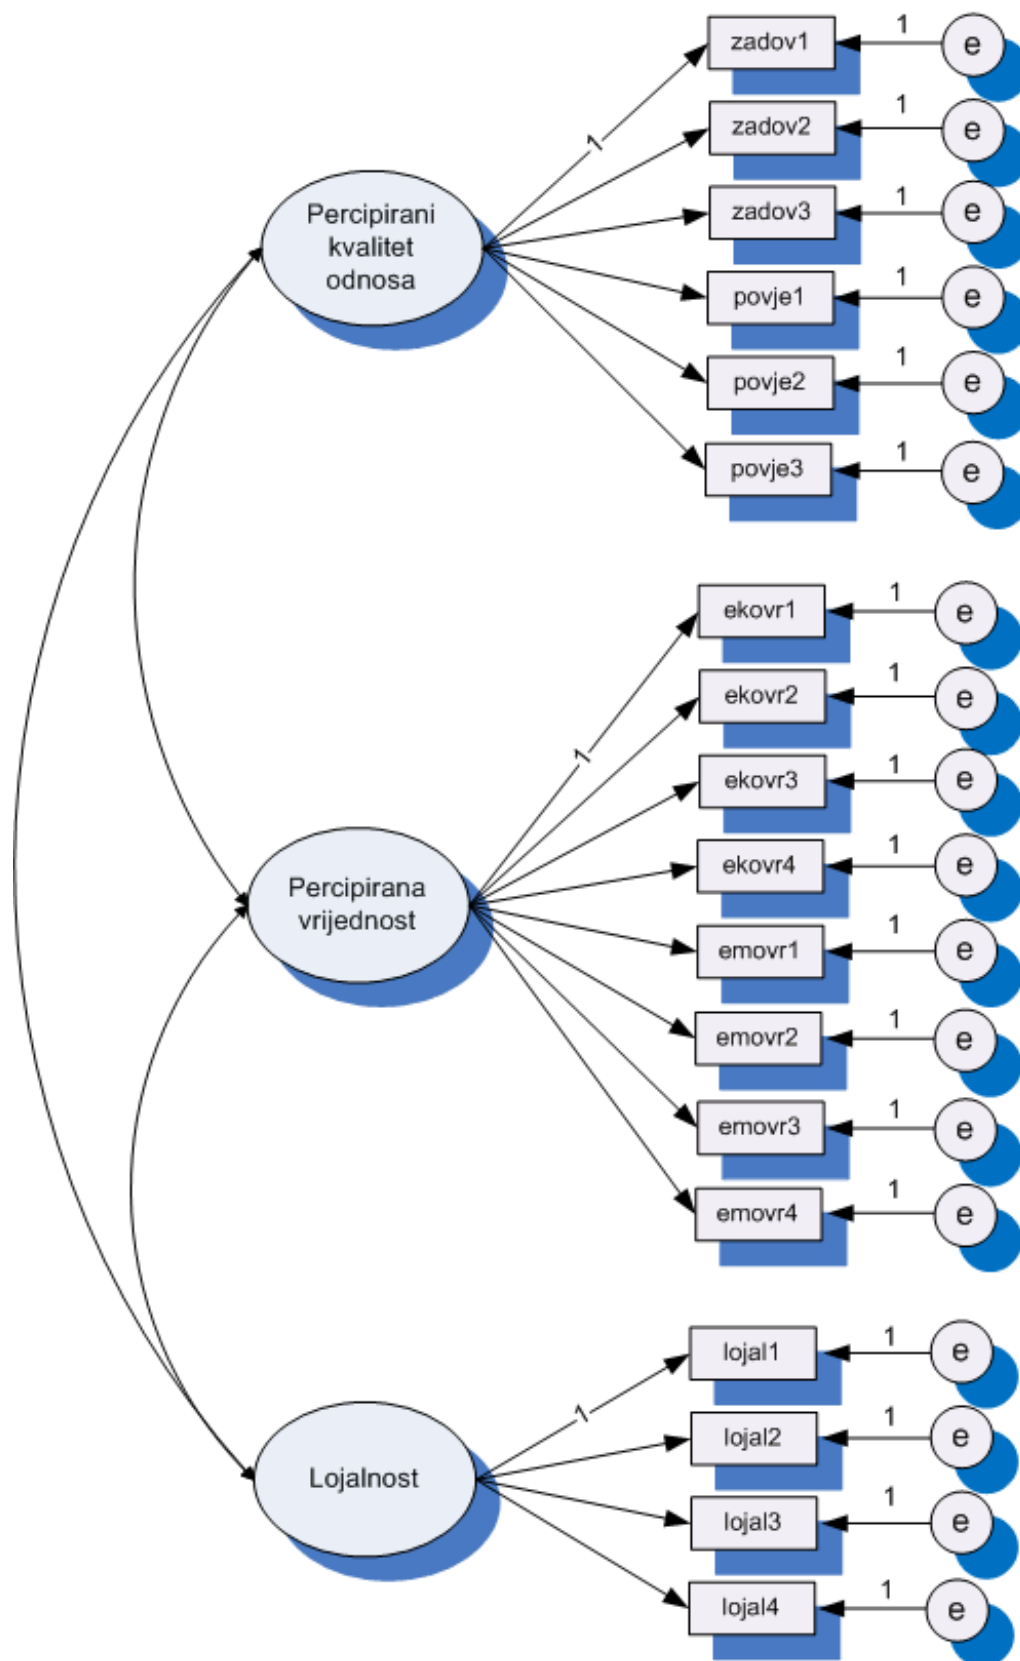 1
zadov1
e
1
zadov2
e
1
zadov3
e
1
povje1
e
1
povje2
e
1
povje3
e
1
Percipirani
kvalitet
odnosa
1
ekovr1
e
1
ekovr2
e
1
ekovr3
e
1
ekovr4
e
1
emovr1
e
1
emovr2
e
1
emovr3
e
1
emovr4
e
1
Percipirana
vrijednost
1
lojal1
e
1
lojal2
e
1
lojal3
e
1
lojal4
e
1
Lojalnost